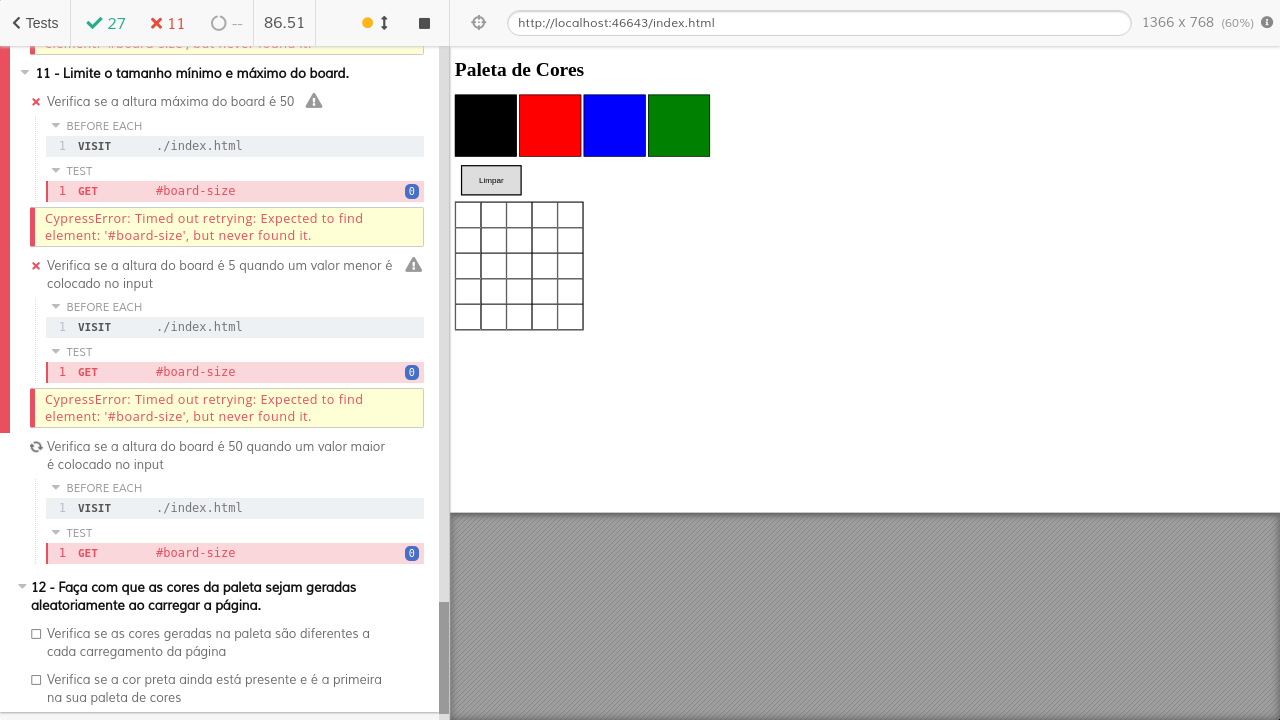 Tests 27 11 -- 86.51 http://localhost:46643/index.html 1366 x 768 (60%)
element: '#board-size', but never found it.
11 - Limite o tamanho mínimo e máximo do board.
Verifica se a altura máxima do board é 50
BEFORE EACH
1 VISIT ./index.html
TEST
1 GET #board-size 0
CypressError: Timed out retrying: Expected to find
element: '#board-size', but never found it.
Verifica se a altura do board é 5 quando um valor menor é
colocado no input
BEFORE EACH
1 VISIT ./index.html
TEST
1 GET #board-size 0
CypressError: Timed out retrying: Expected to find
element: '#board-size', but never found it.
Verifica se a altura do board é 50 quando um valor maior
é colocado no input
BEFORE EACH
1 VISIT ./index.html
TEST
1 GET #board-size 0
12 - Faça com que as cores da paleta sejam geradas
aleatoriamente ao carregar a página.
Verifica se as cores geradas na paleta são diferentes a
cada carregamento da página
Verifica se a cor preta ainda está presente e é a primeira
na sua paleta de cores
Paleta de Cores
Limpar